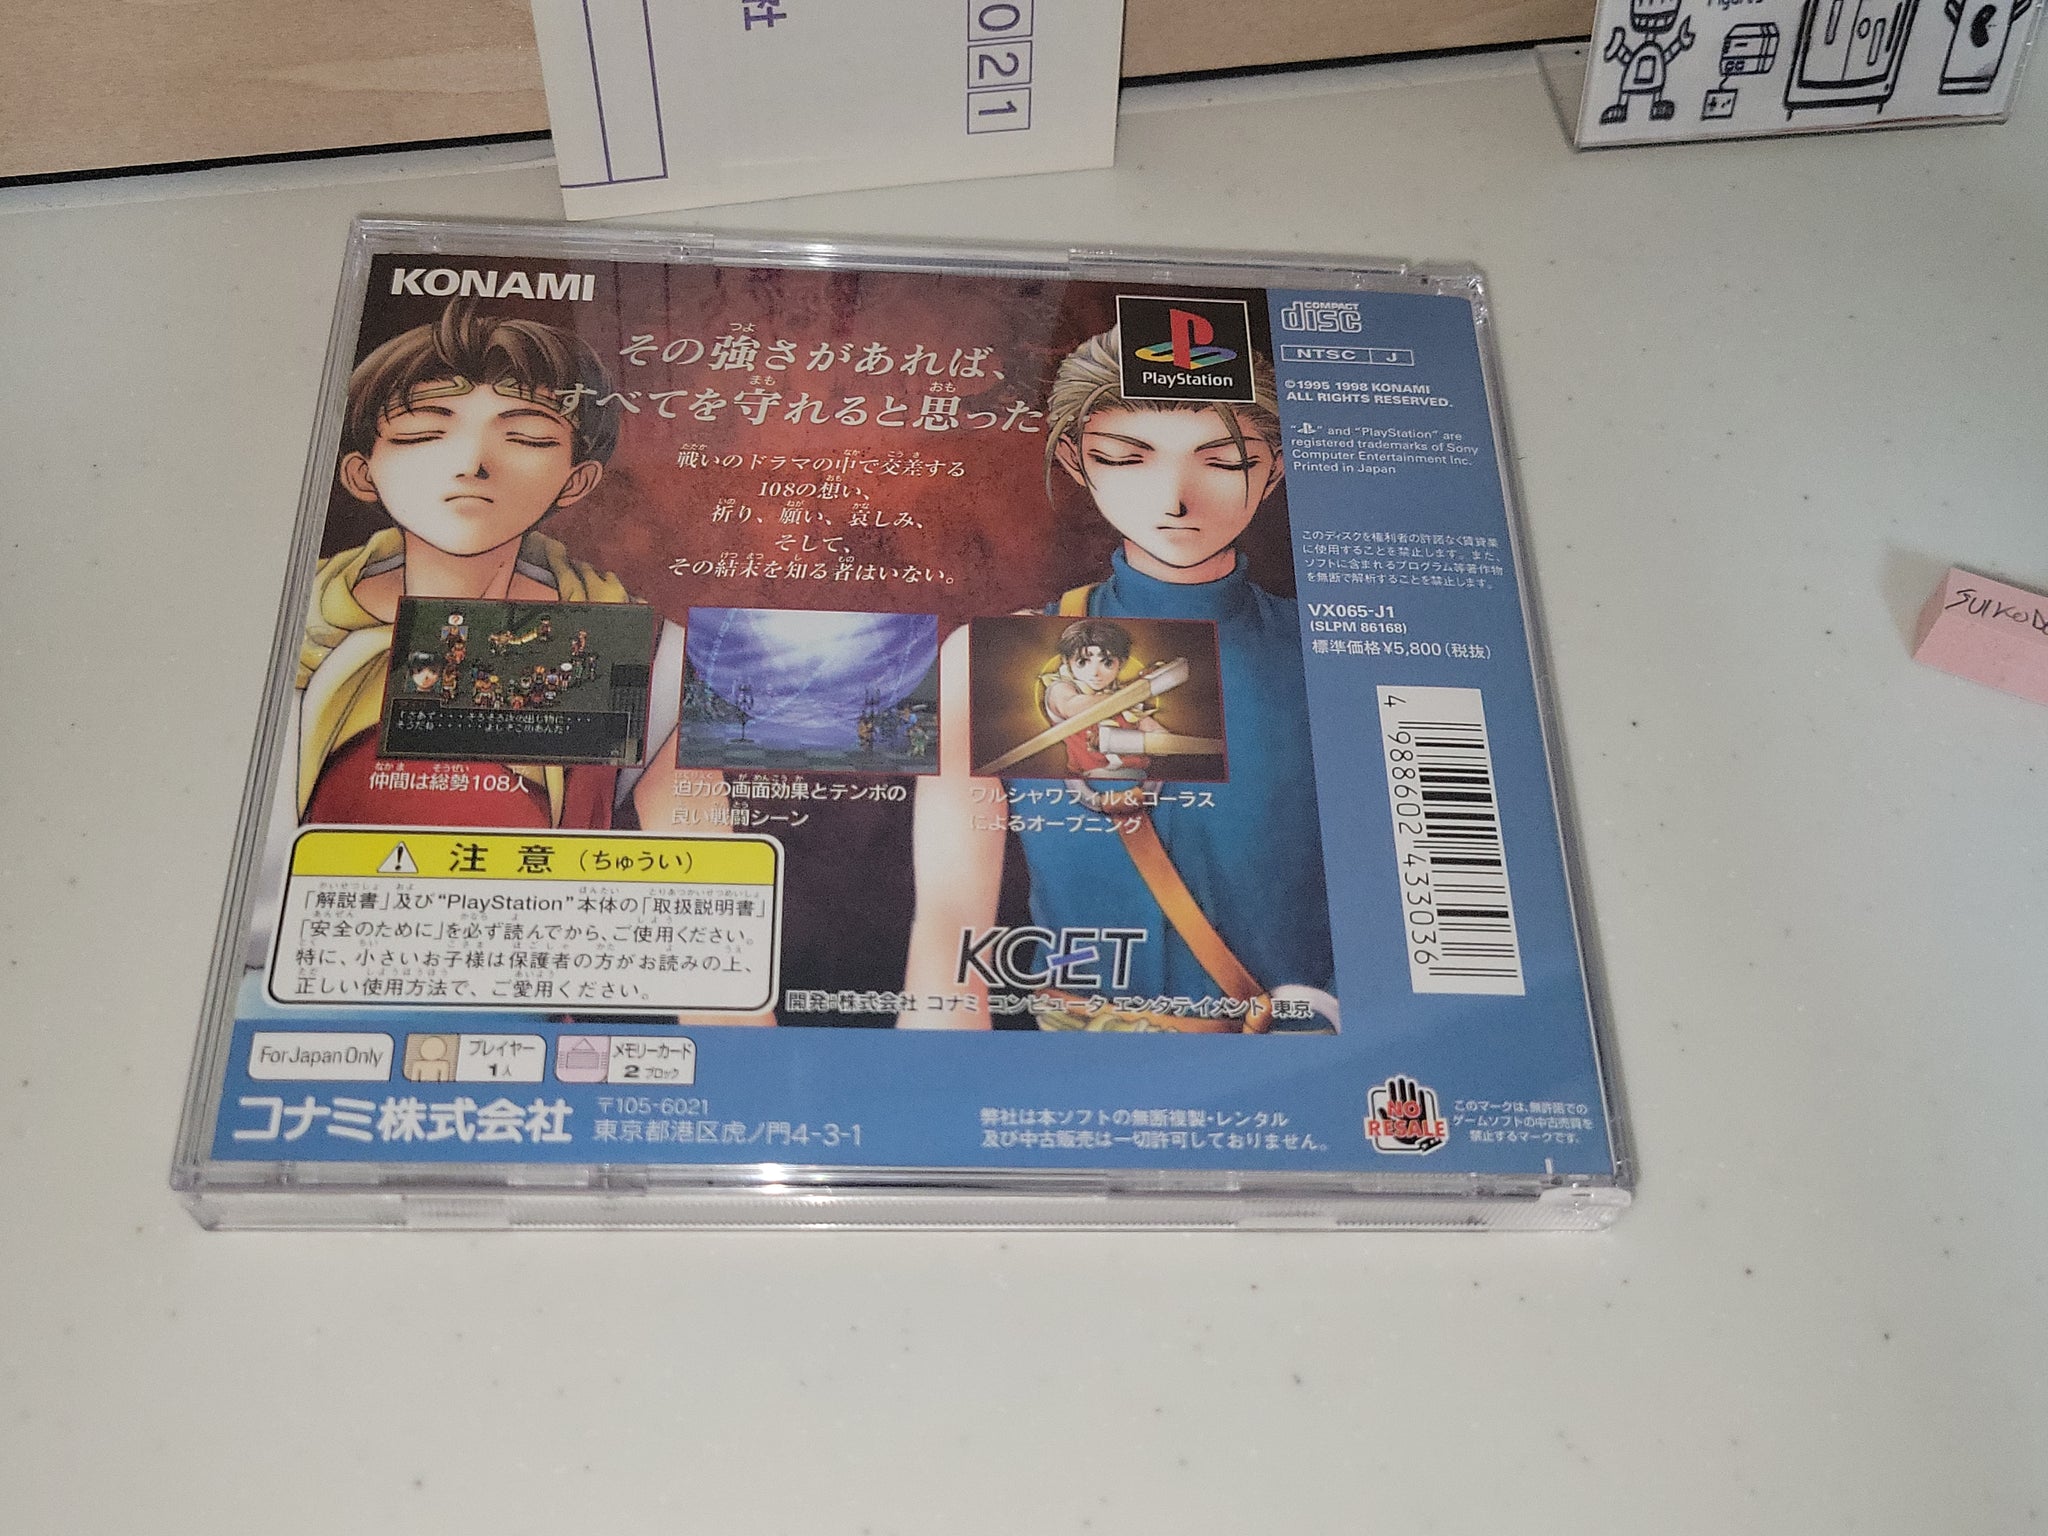 社
021
Figures
KONAMI
その強さがあれば、
すべてを守れると思った…
戦いのドラマの中で交差する
108の想い、
祈り、願い、哀しみ、
そして、
その結末を知る者はいない。
PlayStation
仲間は総勢108人
迫力の画面効果とテンポの
良い戦闘シーン
ワルシャワフィル&コーラス
によるオープニング
注意(ちゅうい)
「解説書」及び“PlayStation”本体の「取扱説明書」
「安全のために」を必ず読んでから、ご使用ください。
特に、小さいお子様は保護者の方がお読みの上、
正しい使用方法で、ご愛用ください。
KCET
開発:株式会社 コナミ コンピュータ エンタテイメント 東京
COMPACT
disc
NTSC J
©1995 1998 KONAMI
ALL RIGHTS RESERVED.
" " and "PlayStation" are
registered trademarks of Sony
Computer Entertainment Inc.
Printed in Japan
このディスクを権利者の許諾なく賃貸業
に使用することを禁止します。また、
ソフトに含まれるプログラム等著作物
を無断で解析することを禁止します。
VX065-J1
(SLPM 86168)
標準価格¥5,800(税抜)
4 988602 433036
For Japan Only
プレイヤー
1人
メモリーカード
2ブロック
コナミ株式会社
〒105-6021
東京都港区虎ノ門4-3-1
弊社は本ソフトの無断複製・レンタル
及び中古販売は一切許可しておりません。
NO
RESALE
このマークは、無許諾での
ゲームソフトの中古売買を
禁止するマークです。